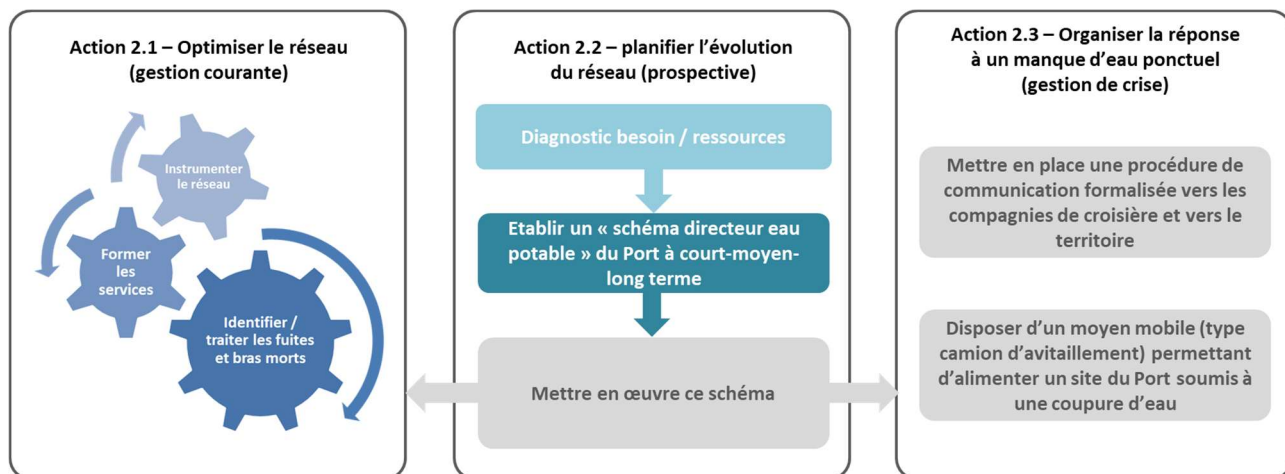 Action 2.1 – Optimiser le réseau
(gestion courante)
Instrumenter
le réseau
Former
les
services
Identifier /
traiter les fuites
et bras morts
Action 2.2 – planifier l’évolution
du réseau (prospective)
Diagnostic besoin / ressources
Etablir un « schéma directeur eau
potable » du Port à court-moyen-
long terme
Mettre en œuvre ce schéma
Action 2.3 – Organiser la réponse
à un manque d’eau ponctuel
(gestion de crise)
Mettre en place une procédure de
communication formalisée vers les
compagnies de croisière et vers le
territoire
Disposer d’un moyen mobile (type
camion d’avitaillement) permettant
d’alimenter un site du Port soumis à
une coupure d’eau